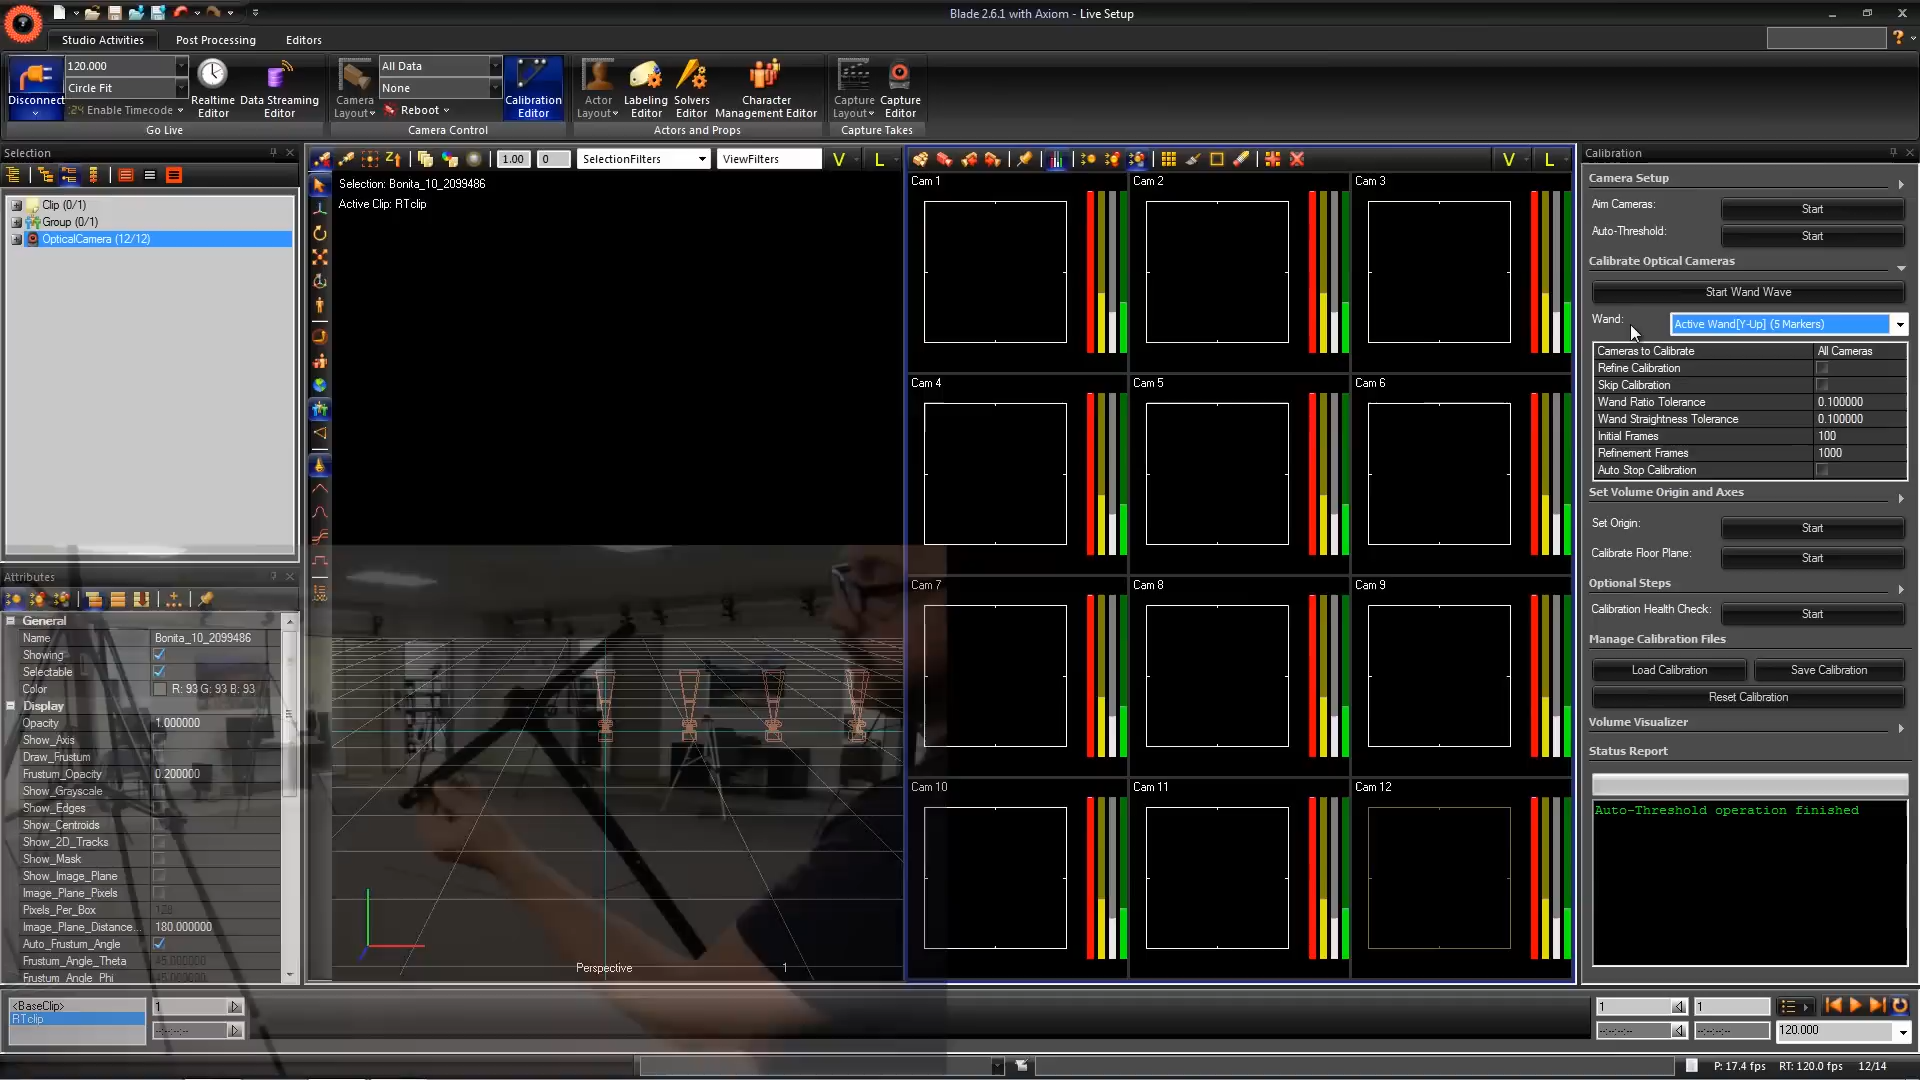 Blade 2.6.1 with Axiom - Live Setup
Studio Activities
Post Processing
Editors
120.000
Circle Fit
:24 Enable Timecode
Disconnect
Realtime Editor
Data Streaming Editor
Go Live
All Data
None
Camera Layout
Reboot
Calibration Editor
Camera Control
Actor Layout
Labeling Editor
Solvers Editor
Character Management Editor
Actors and Props
Capture Layout
Capture Editor
Capture Takes
Selection
Clip (0/1)
Group (0/1)
OpticalCamera (12/12)
Attributes
General
Name Bonita_10_2099486
Showing
Selectable
Color R: 93 G: 93 B: 93
Display
Opacity 1.000000
Show_Axis
Draw_Frustum
Frustum_Opacity 0.200000
Show_Grayscale
Show_Edges
Show_Centroids
Show_2D_Tracks
Show_Mask
Show_Image_Plane
Image_Plane_Pixels
Pixels_Per_Box 128
Image_Plane_Distance... 180.000000
Auto_Frustum_Angle
Frustum_Angle_Theta 45.000000
Frustum_Angle_Phi 45.000000
1.00 0 SelectionFilters ViewFilters V L
Selection: Bonita_10_2099486
Active Clip: RTclip
Perspective 1
V L
Cam 1 Cam 2 Cam 3
Cam 4 Cam 5 Cam 6
Cam 7 Cam 8 Cam 9
Cam 10 Cam 11 Cam 12
Calibration
Camera Setup
Aim Cameras: Start
Auto-Threshold: Start
Calibrate Optical Cameras
Start Wand Wave
Wand: Active Wand[Y-Up] (5 Markers)
Cameras to Calibrate All Cameras
Refine Calibration
Skip Calibration
Wand Ratio Tolerance 0.100000
Wand Straightness Tolerance 0.100000
Initial Frames 100
Refinement Frames 1000
Auto Stop Calibration
Set Volume Origin and Axes
Set Origin: Start
Calibrate Floor Plane: Start
Optional Steps
Calibration Health Check: Start
Manage Calibration Files
Load Calibration Save Calibration
Reset Calibration
Volume Visualizer
Status Report
Auto-Threshold operation finished
<BaseClip>
RTclip
1
--:--:--:--
1 1
--:--:--:-- --:--:--:-- 120.000
P: 17.4 fps RT: 120.0 fps 12/14